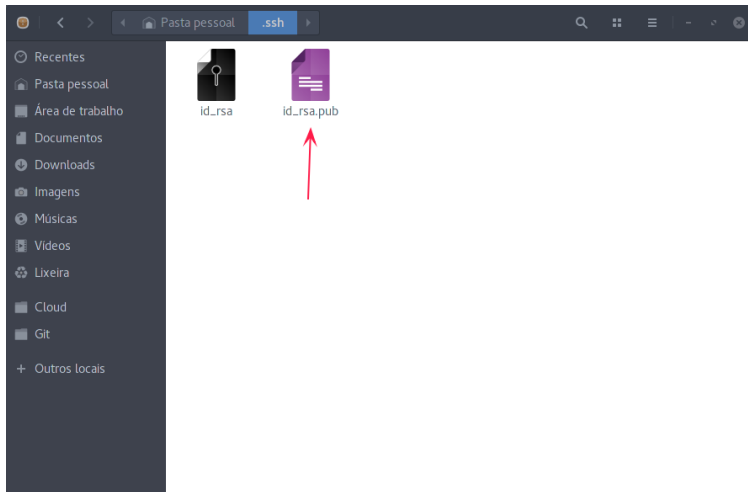 Pasta pessoal
.ssh
Recentes
Pasta pessoal
Área de trabalho
Documentos
Downloads
Imagens
Músicas
Vídeos
Lixeira
Cloud
Git
+ Outros locais
id_rsa
id_rsa.pub